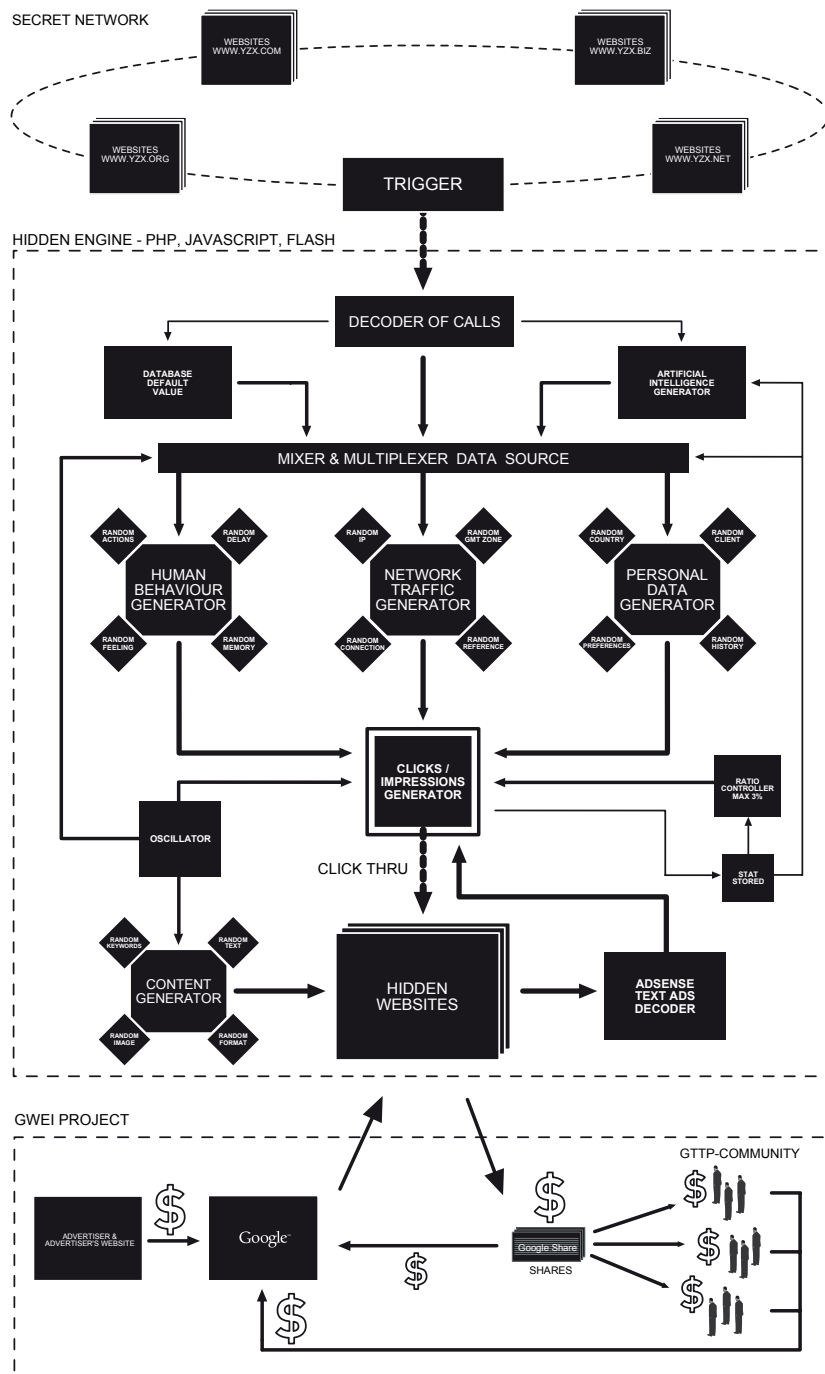 SECRET NETWORK
WEBSITES
WWW.YZX.COM
WEBSITES
WWW.YZX.BIZ
WEBSITES
WWW.YZX.ORG
WEBSITES
WWW.YZX.NET
TRIGGER
HIDDEN ENGINE - PHP, JAVASCRIPT, FLASH
DECODER OF CALLS
DATABASE
DEFAULT
VALUE
ARTIFICIAL
INTELLIGENCE
GENERATOR
MIXER & MULTIPLEXER DATA SOURCE
RANDOM
ACTIONS
RANDOM
DELAY
HUMAN
BEHAVIOUR
GENERATOR
RANDOM
FEELING
RANDOM
MEMORY
RANDOM
IP
RANDOM
GMT ZONE
NETWORK
TRAFFIC
GENERATOR
RANDOM
CONNECTION
RANDOM
REFERENCE
RANDOM
COUNTRY
RANDOM
CLIENT
PERSONAL
DATA
GENERATOR
RANDOM
PREFERENCES
RANDOM
HISTORY
CLICKS /
IMPRESSIONS
GENERATOR
RATIO
CONTROLLER
MAX 3%
OSCILLATOR
CLICK THRU
STAT
STORED
RANDOM
KEYWORDS
RANDOM
TEXT
CONTENT
GENERATOR
RANDOM
IMAGE
RANDOM
FORMAT
HIDDEN
WEBSITES
ADSENSE
TEXT ADS
DECODER
GWEI PROJECT
GTTP-COMMUNITY
$
$
$
ADVERTISER &
ADVERTISER'S WEBSITE
Google™
Google Share
SHARES
$
$
$
$